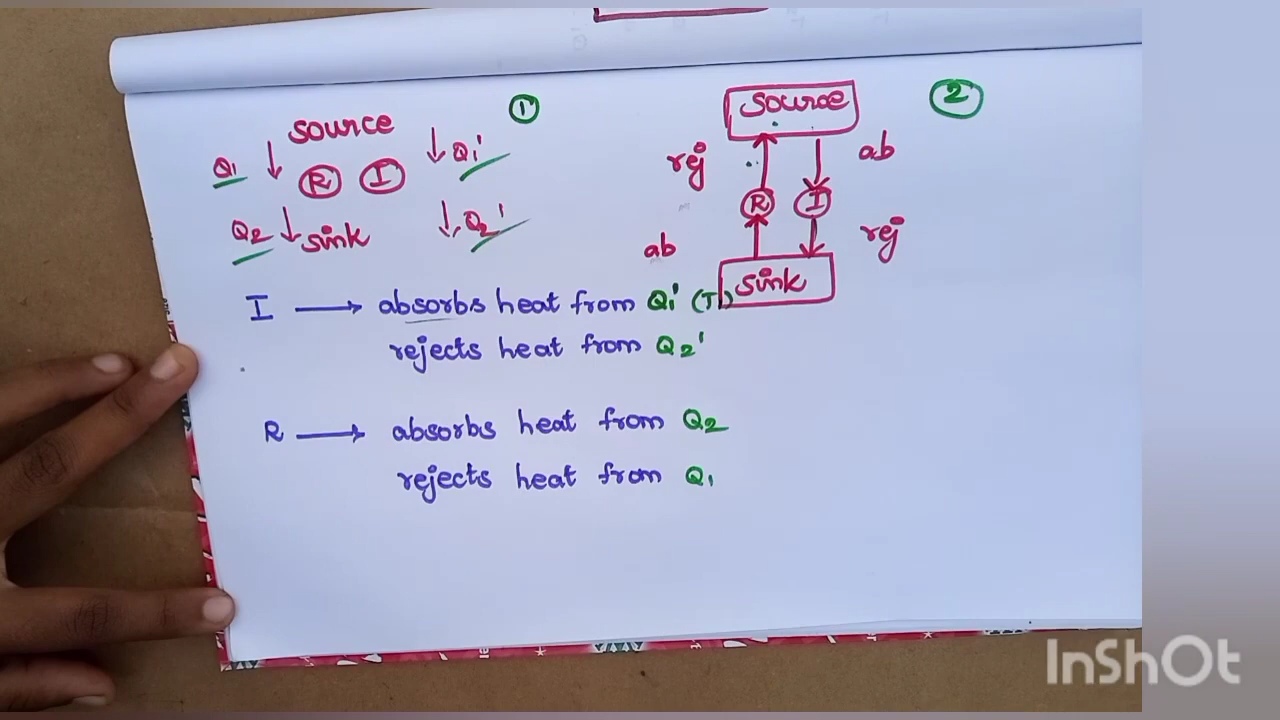 ① ②
source source
Q₁ ↓ ↓ Q₁' rej ab
R I R I
Q₂ ↓ sink ↓ Q₂' ab rej
sink
I → absorbs heat from Q₁' (T₁)
rejects heat from Q₂'
R → absorbs heat from Q₂
rejects heat from Q₁
InShOt